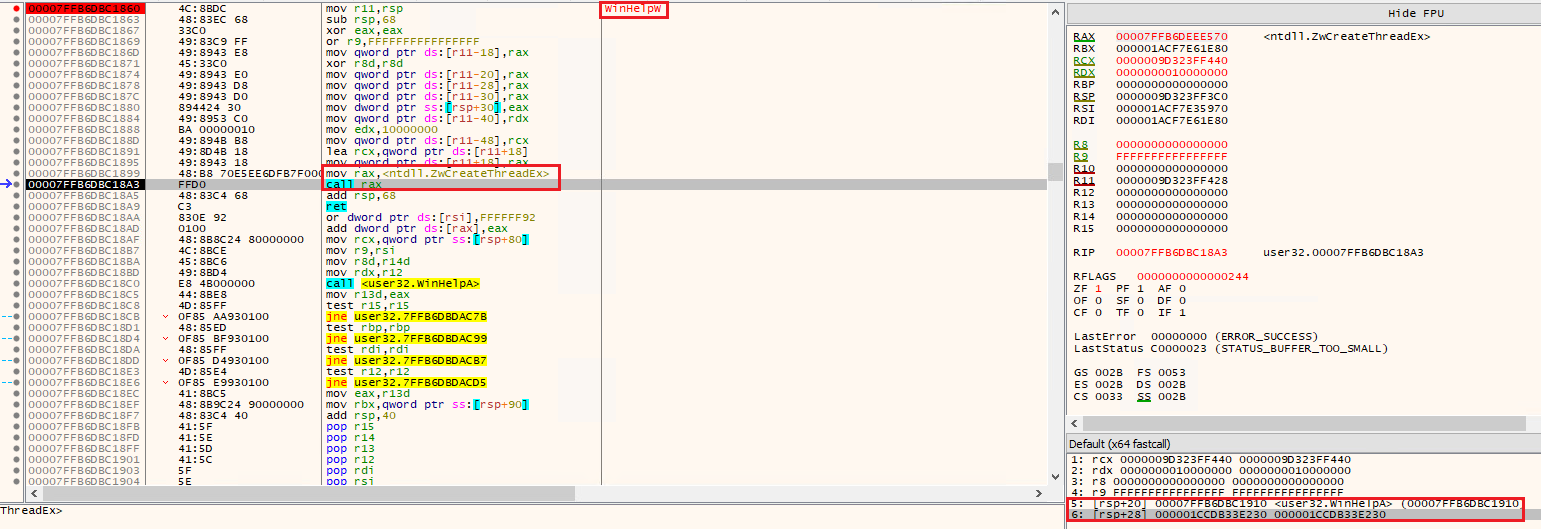 00007FFB6DBC1860 4C:8BDC mov r11,rsp WinHelpW
00007FFB6DBC1863 48:83EC 68 sub rsp,68
00007FFB6DBC1867 33C0 xor eax,eax
00007FFB6DBC1869 49:83C9 FF or r9,FFFFFFFFFFFFFFFF
00007FFB6DBC186D 49:8943 E8 mov qword ptr ds:[r11-18],rax
00007FFB6DBC1871 45:33C0 xor r8d,r8d
00007FFB6DBC1874 49:8943 E0 mov qword ptr ds:[r11-20],rax
00007FFB6DBC1878 49:8943 D8 mov qword ptr ds:[r11-28],rax
00007FFB6DBC187C 49:8943 D0 mov qword ptr ds:[r11-30],rax
00007FFB6DBC1880 894424 30 mov dword ptr ss:[rsp+30],eax
00007FFB6DBC1884 49:8953 C0 mov qword ptr ds:[r11-40],rdx
00007FFB6DBC1888 BA 00000010 mov edx,10000000
00007FFB6DBC188D 49:894B B8 mov qword ptr ds:[r11-48],rcx
00007FFB6DBC1891 49:8D4B 18 lea rcx,qword ptr ds:[r11+18]
00007FFB6DBC1895 49:8943 18 mov qword ptr ds:[r11+18],rax
00007FFB6DBC1899 48:B8 70E5EE6DFB7F000 mov rax,<ntdll.ZwCreateThreadEx>
00007FFB6DBC18A3 FFD0 call rax
00007FFB6DBC18A5 48:83C4 68 add rsp,68
00007FFB6DBC18A9 C3 ret
00007FFB6DBC18AA 830E 92 or dword ptr ds:[rsi],FFFFFF92
00007FFB6DBC18AD 0100 add dword ptr ds:[rax],eax
00007FFB6DBC18AF 48:8B8C24 80000000 mov rcx,qword ptr ss:[rsp+80]
00007FFB6DBC18B7 4C:8BCE mov r9,rsi
00007FFB6DBC18BA 45:8BC6 mov r8d,r14d
00007FFB6DBC18BD 49:8BD4 mov rdx,r12
00007FFB6DBC18C0 E8 4B000000 call <user32.WinHelpA>
00007FFB6DBC18C5 44:8BE8 mov r13d,eax
00007FFB6DBC18C8 4D:85FF test r15,r15
00007FFB6DBC18CB 0F85 AA930100 jne user32.7FFB6DBDAC7B
00007FFB6DBC18D1 48:85ED test rbp,rbp
00007FFB6DBC18D4 0F85 BF930100 jne user32.7FFB6DBDAC99
00007FFB6DBC18DA 48:85FF test rdi,rdi
00007FFB6DBC18DD 0F85 D4930100 jne user32.7FFB6DBDACB7
00007FFB6DBC18E3 4D:85E4 test r12,r12
00007FFB6DBC18E6 0F85 E9930100 jne user32.7FFB6DBDACD5
00007FFB6DBC18EC 41:8BC5 mov eax,r13d
00007FFB6DBC18EF 48:8B9C24 90000000 mov rbx,qword ptr ss:[rsp+90]
00007FFB6DBC18F7 48:83C4 40 add rsp,40
00007FFB6DBC18FB 41:5F pop r15
00007FFB6DBC18FD 41:5E pop r14
00007FFB6DBC18FF 41:5D pop r13
00007FFB6DBC1901 41:5C pop r12
00007FFB6DBC1903 5F pop rdi
00007FFB6DBC1904 5E pop rsi
ThreadEx>
Hide FPU
RAX 00007FFB6DEEE570 <ntdll.ZwCreateThreadEx>
RBX 000001ACF7E61E80
RCX 0000009D323FF440
RDX 0000000010000000
RBP 0000000000000000
RSP 0000009D323FF3C0
RSI 000001ACF7E35970
RDI 000001ACF7E61E80
R8 0000000000000000
R9 FFFFFFFFFFFFFFFF
R10 0000000000000000
R11 0000009D323FF428
R12 0000000000000000
R13 0000000000000000
R14 0000000000000000
R15 0000000000000000
RIP 00007FFB6DBC18A3 user32.00007FFB6DBC18A3
RFLAGS 0000000000000244
ZF 1 PF 1 AF 0
OF 0 SF 0 DF 0
CF 0 TF 0 IF 1
LastError 00000000 (ERROR_SUCCESS)
LastStatus C0000023 (STATUS_BUFFER_TOO_SMALL)
GS 002B FS 0053
ES 002B DS 002B
CS 0033 SS 002B
Default (x64 fastcall)
1: rcx 0000009D323FF440 0000009D323FF440
2: rdx 0000000010000000 0000000010000000
3: r8 0000000000000000 0000000000000000
4: r9 FFFFFFFFFFFFFFFF FFFFFFFFFFFFFFFF
5: [rsp+20] 00007FFB6DBC1910 <user32.WinHelpA> (00007FFB6DBC1910
6: [rsp+28] 000001CCDB33E230 000001CCDB33E230